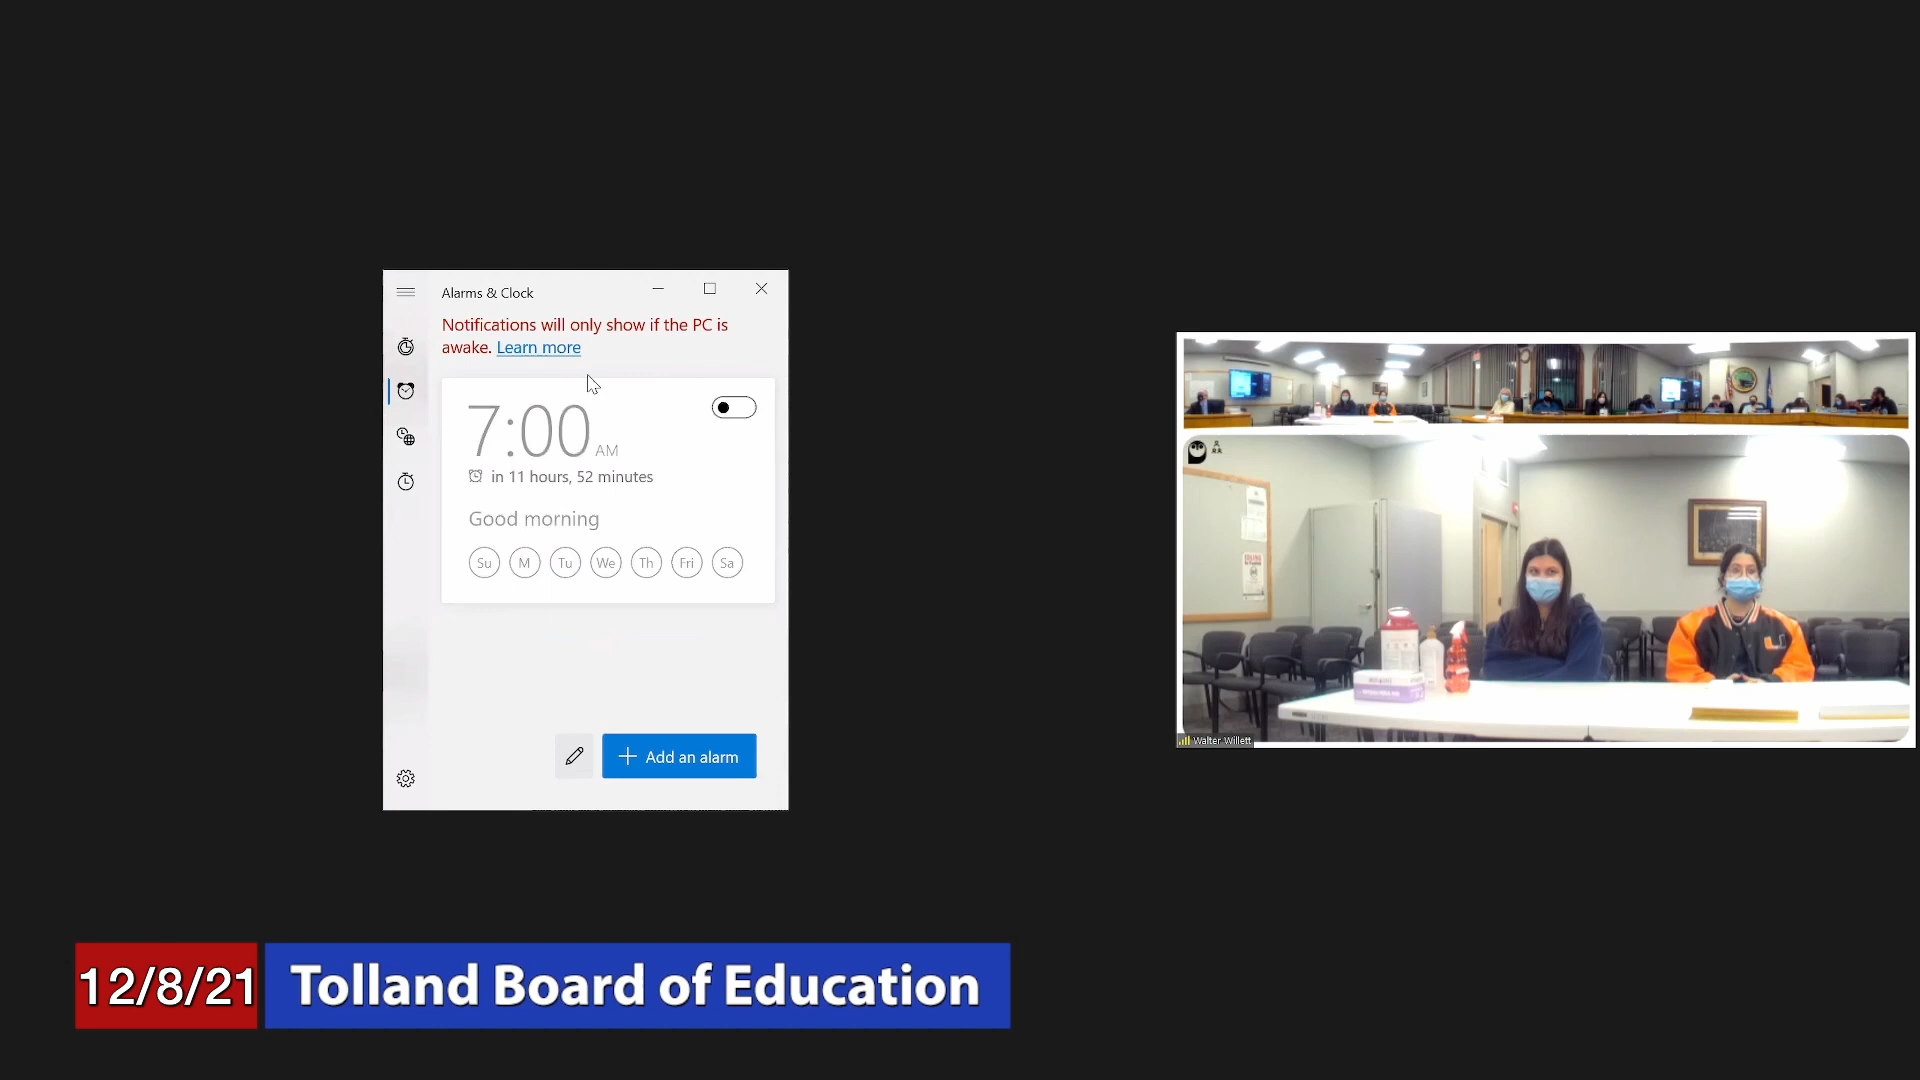 Alarms & Clock
Notifications will only show if the PC is
awake. Learn more
7:00 AM
in 11 hours, 52 minutes
Good morning
Su M Tu We Th Fri Sa
Add an alarm
U
Walter Willett
12/8/21 Tolland Board of Education